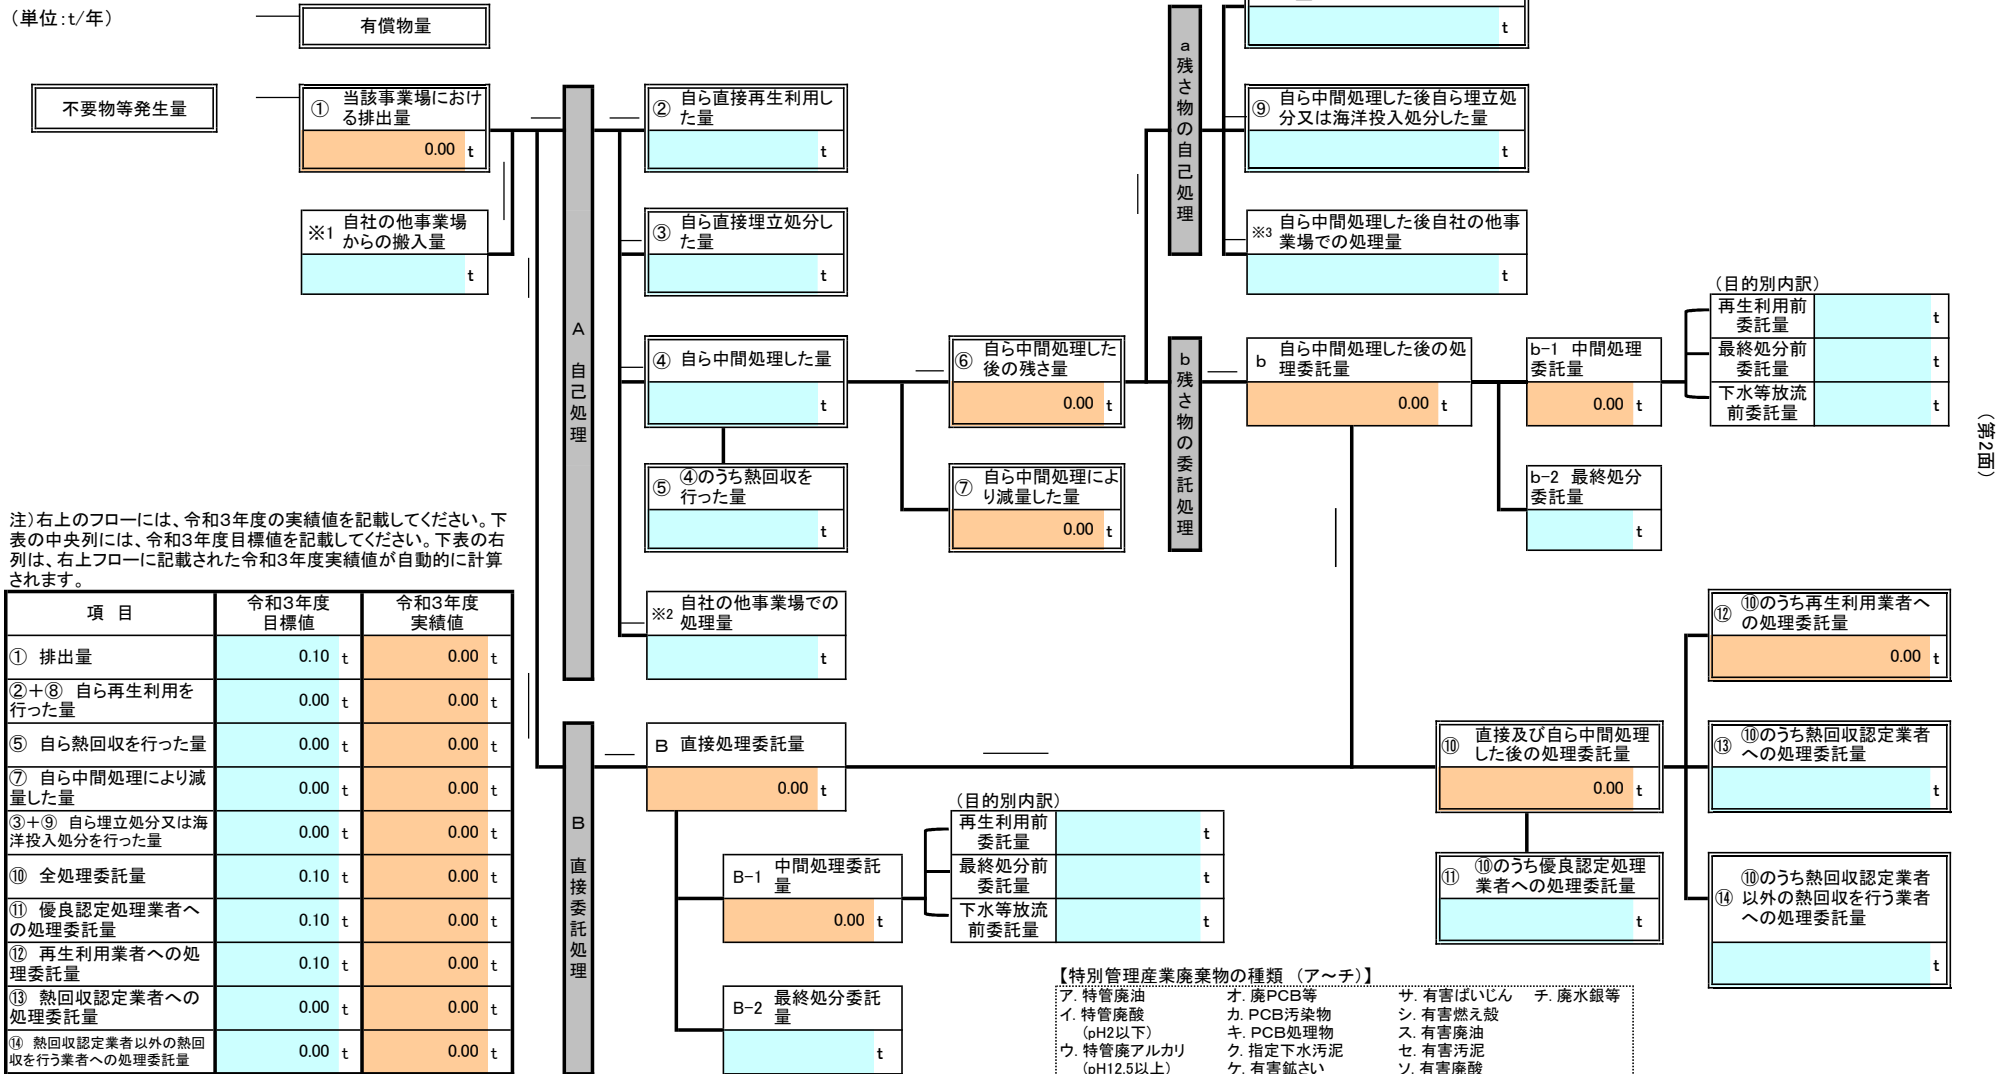 （単位:t/年）
有償物量
不要物等発生量
① 当該事業場におけ
る排出量
0.00 t
※1 自社の他事業場
からの搬入量
t
A 自己処理
② 自ら直接再生利用し
た量
t
③ 自ら直接埋立処分し
た量
t
④ 自ら中間処理した量
t
⑤ ④のうち熱回収を
行った量
t
※2 自社の他事業場での
処理量
t
⑥ 自ら中間処理した
後の残さ量
0.00 t
⑦ 自ら中間処理によ
り減量した量
0.00 t
a 残さ物の自己処理
t
⑨ 自ら中間処理した後自ら埋立処
分又は海洋投入処分した量
t
※3 自ら中間処理した後自社の他事
業場での処理量
t
b 残さ物の委託処理
b 自ら中間処理した後の処
理委託量
0.00 t
b-1 中間処理
委託量
0.00 t
（目的別内訳）
再生利用前
委託量
t
最終処分前
委託量
t
下水等放流
前委託量
t
b-2 最終処分
委託量
t
（第2面）
注）右上のフローには、令和3年度の実績値を記載してください。下
表の中央列には、令和3年度目標値を記載してください。下表の右
列は、右上フローに記載された令和3年度実績値が自動的に計算
されます。
項 目 令和3年度 目標値 令和3年度 実績値
① 排出量 0.10 t 0.00 t
②＋⑧ 自ら再生利用を
行った量 0.00 t 0.00 t
⑤ 自ら熱回収を行った量 0.00 t 0.00 t
⑦ 自ら中間処理により減
量した量 0.00 t 0.00 t
③＋⑨ 自ら埋立処分又は海
洋投入処分を行った量 0.00 t 0.00 t
⑩ 全処理委託量 0.10 t 0.00 t
⑪ 優良認定処理業者へ
の処理委託量 0.10 t 0.00 t
⑫ 再生利用業者への処
理委託量 0.10 t 0.00 t
⑬ 熱回収認定業者への
処理委託量 0.00 t 0.00 t
⑭ 熱回収認定業者以外の熱回
収を行う業者への処理委託量 0.00 t 0.00 t
B 直接委託処理
B 直接処理委託量
0.00 t
B-1 中間処理委託
量
0.00 t
（目的別内訳）
再生利用前
委託量
t
最終処分前
委託量
t
下水等放流
前委託量
t
B-2 最終処分委託
量
t
⑩ 直接及び自ら中間処理
した後の処理委託量
0.00 t
⑪ ⑩のうち優良認定処理
業者への処理委託量
t
⑫ ⑩のうち再生利用業者へ
の処理委託量
0.00 t
⑬ ⑩のうち熱回収認定業者
への処理委託量
t
⑭ ⑩のうち熱回収認定業者
以外の熱回収を行う業者
への処理委託量
t
【特別管理産業廃棄物の種類 （ア～チ）】
ア. 特管廃油 オ. 廃PCB等 サ. 有害ばいじん チ. 廃水銀等
イ. 特管廃酸 カ. PCB汚染物 シ. 有害燃え殻
（pH2以下） キ. PCB処理物 ス. 有害廃油
ウ. 特管廃アルカリ ク. 指定下水汚泥 セ. 有害汚泥
（pH12.5以上） ケ. 有害鉱さい ソ. 有害廃酸